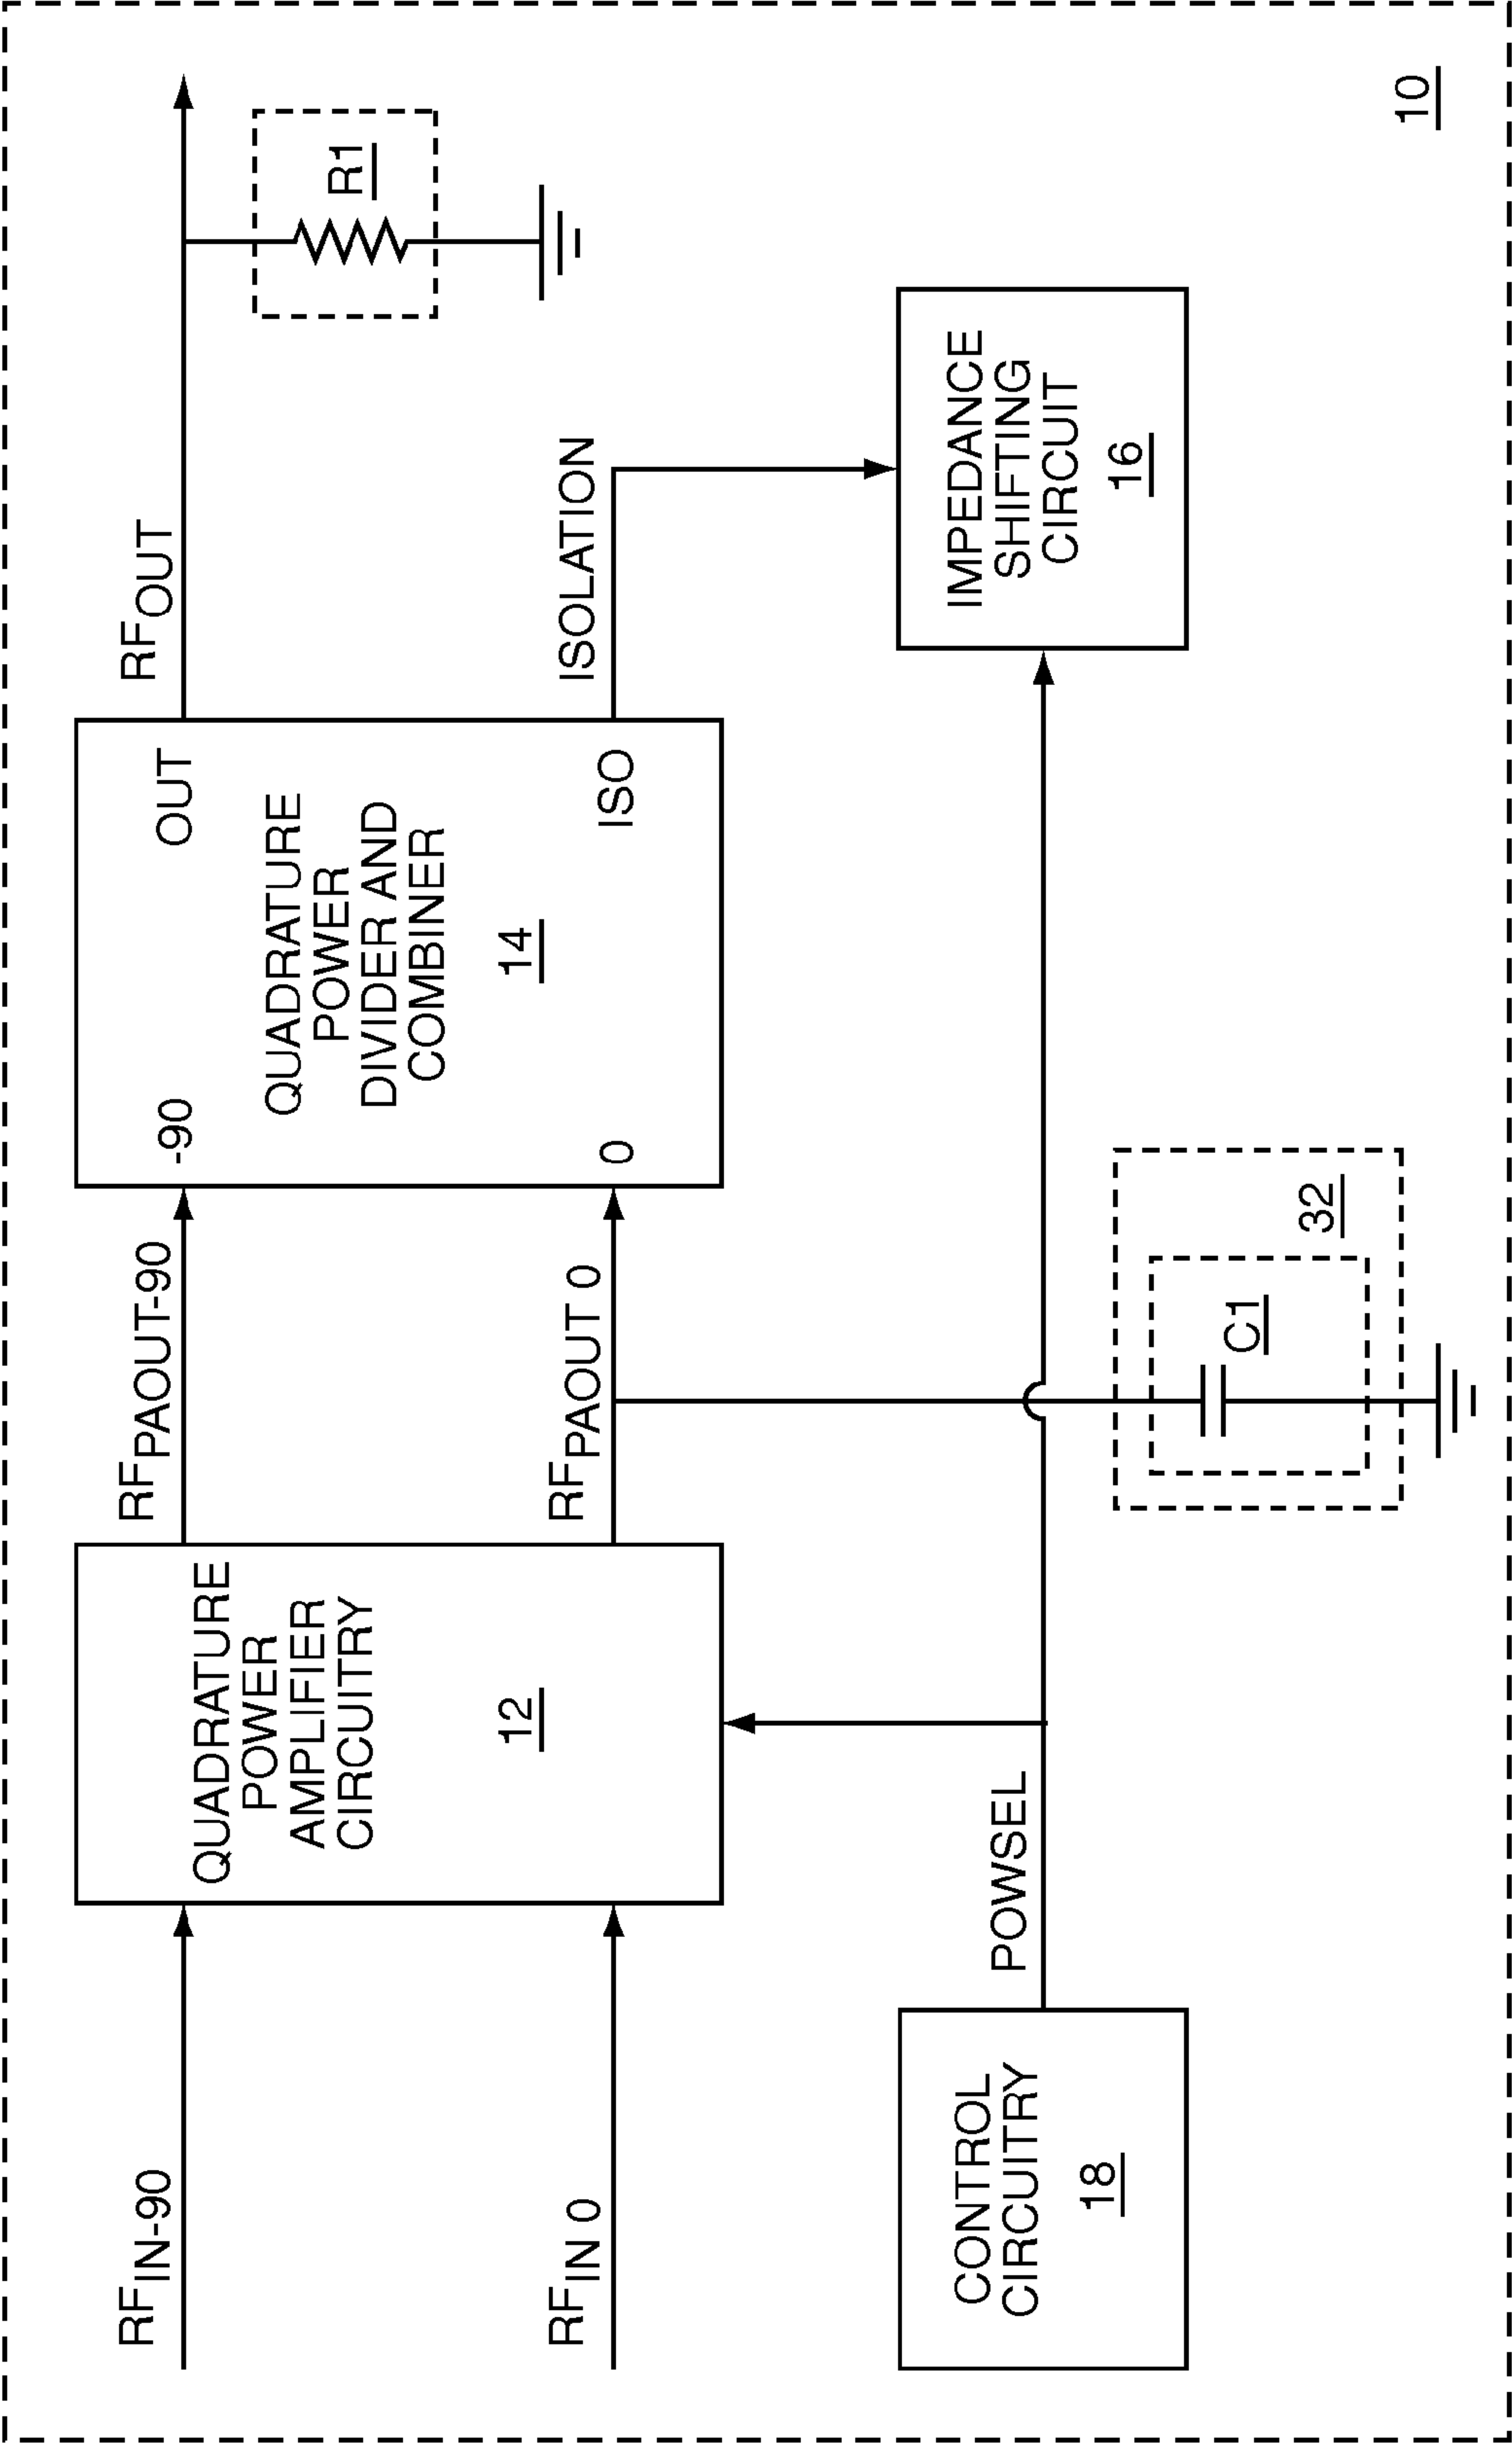 RFIN-90
QUADRATURE
POWER
AMPLIFIER
CIRCUITRY
12
RFPAOUT-90
-90
QUADRATURE
POWER
DIVIDER AND
COMBINER
14
OUT
RFOUT
R1
RFIN 0
RFPAOUT 0
0
ISO
ISOLATION
CONTROL
CIRCUITRY
18
POWSEL
C1
32
IMPEDANCE
SHIFTING
CIRCUIT
16
10